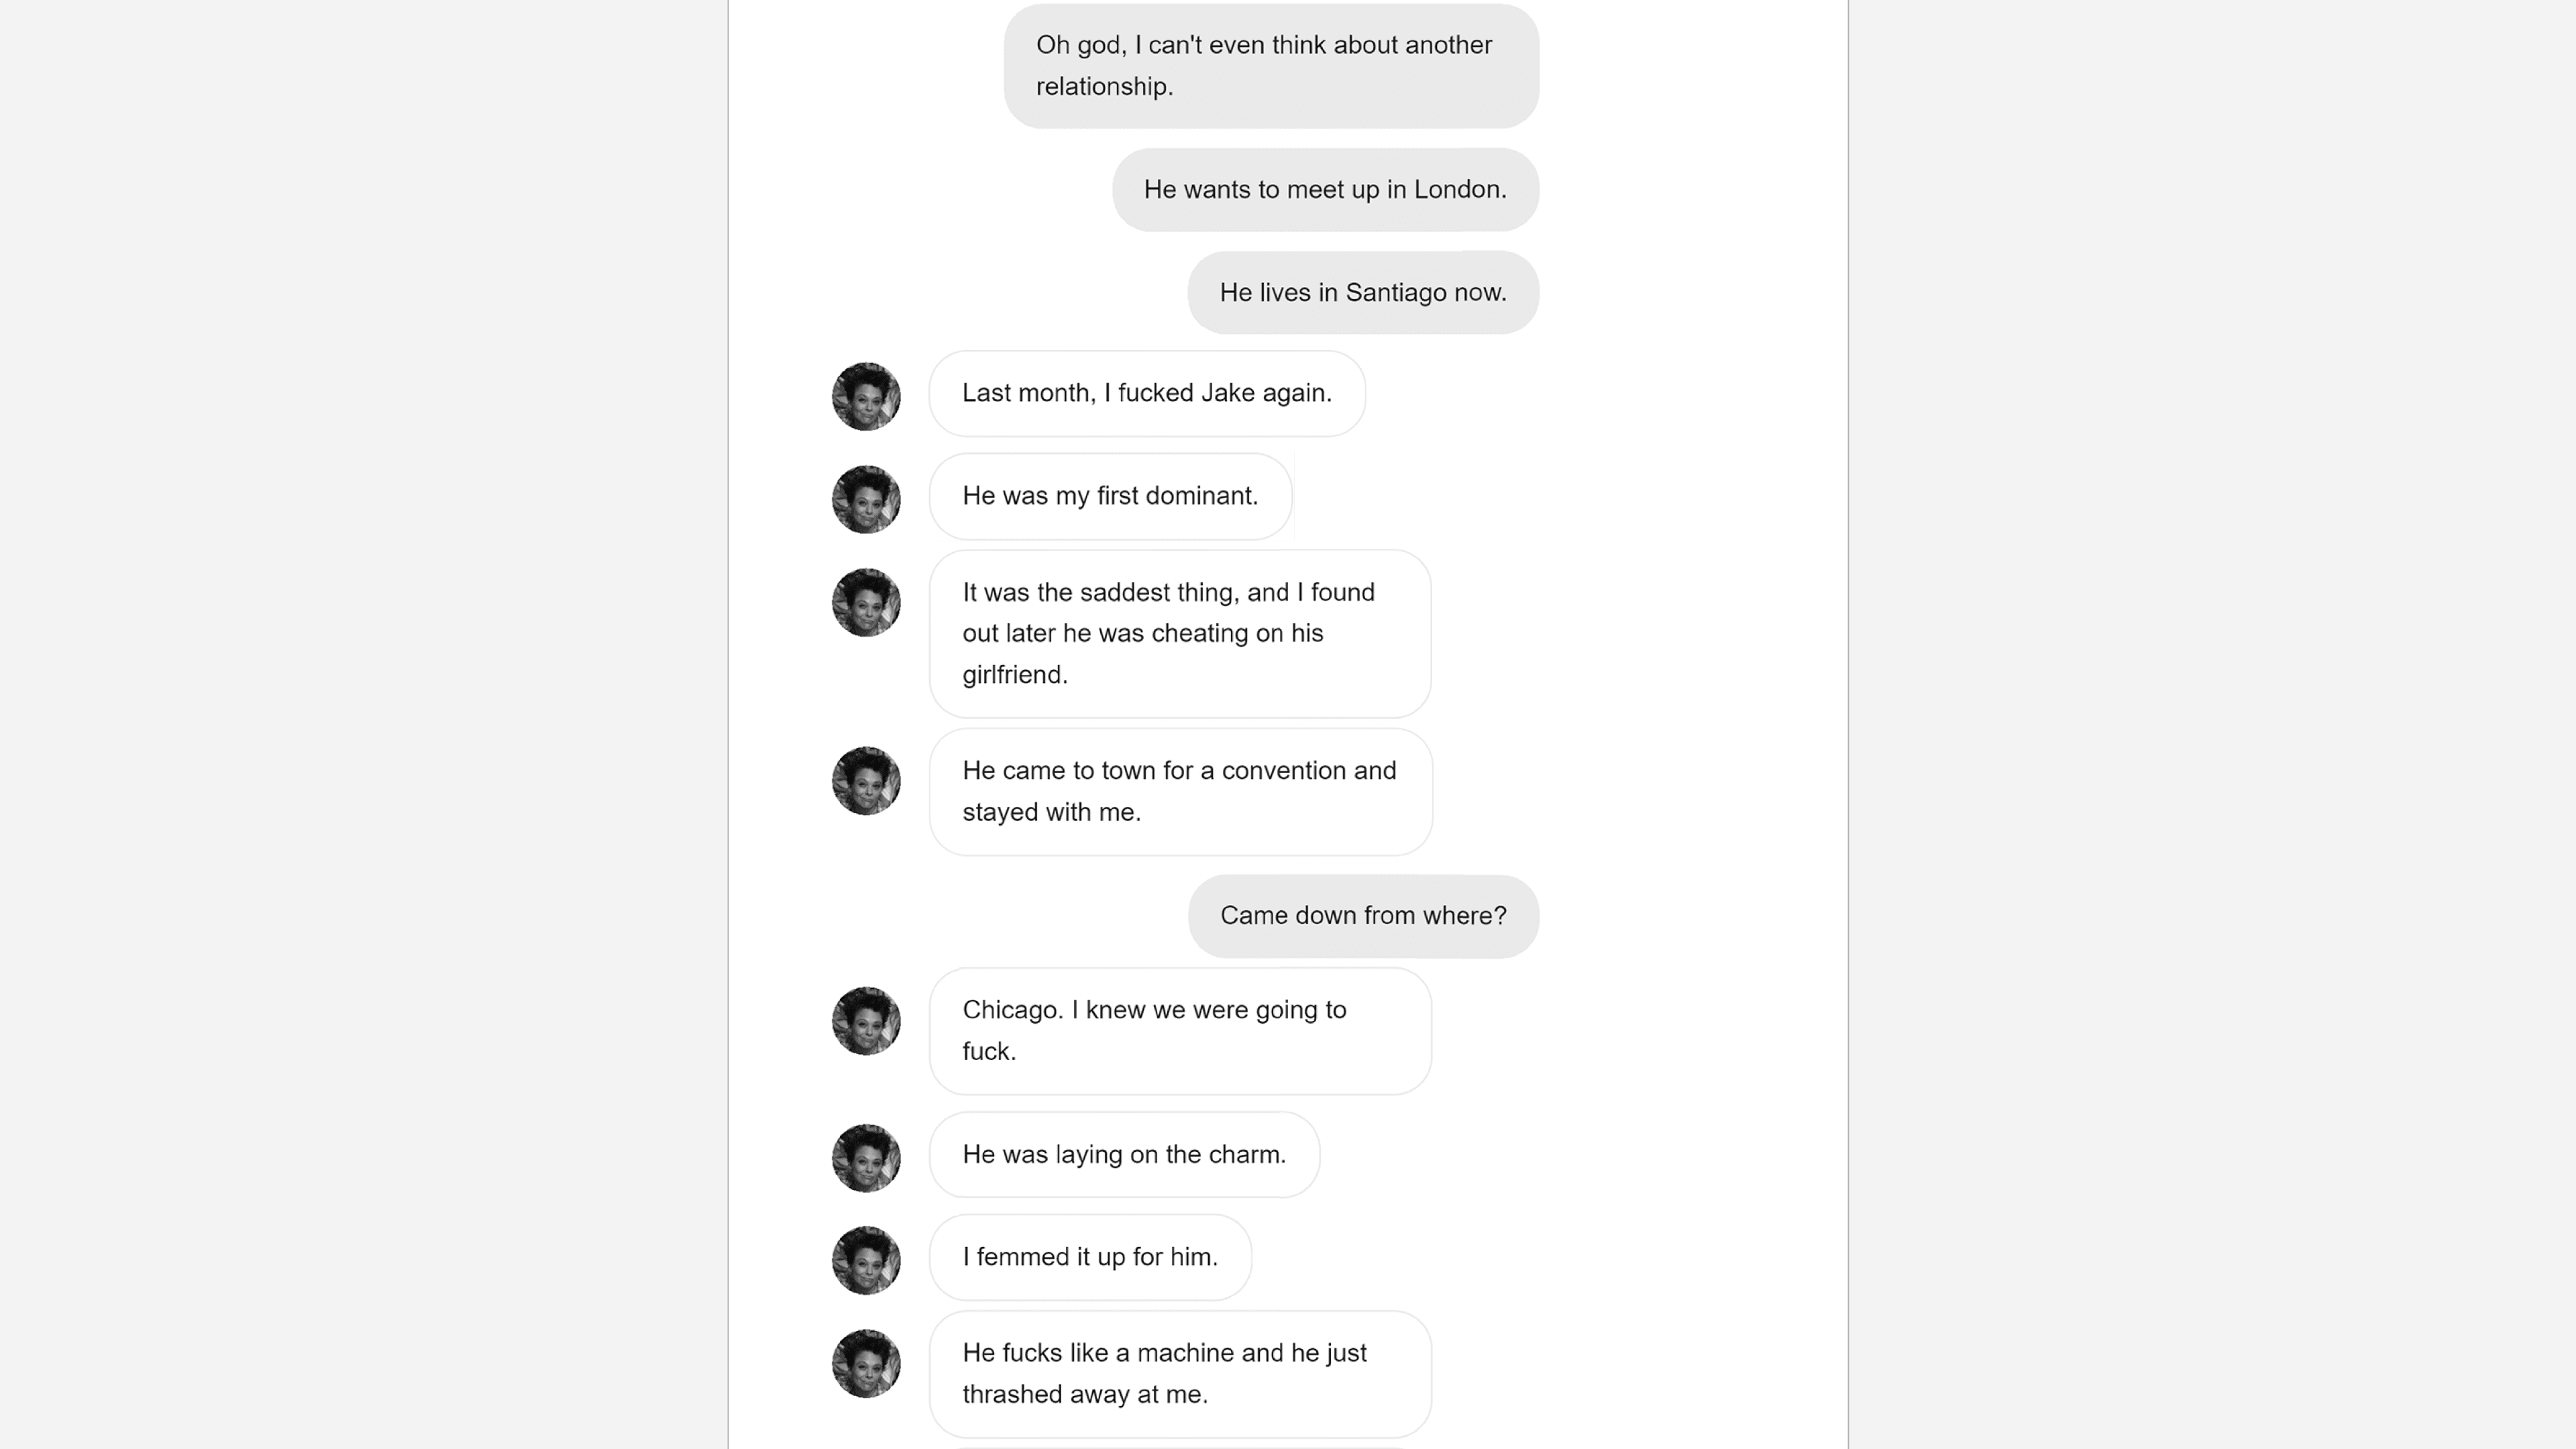 Oh god, I can't even think about another
relationship.
He wants to meet up in London.
He lives in Santiago now.
Last month, I fucked Jake again.
He was my first dominant.
It was the saddest thing, and I found
out later he was cheating on his
girlfriend.
He came to town for a convention and
stayed with me.
Came down from where?
Chicago. I knew we were going to
fuck.
He was laying on the charm.
I femmed it up for him.
He fucks like a machine and he just
thrashed away at me.